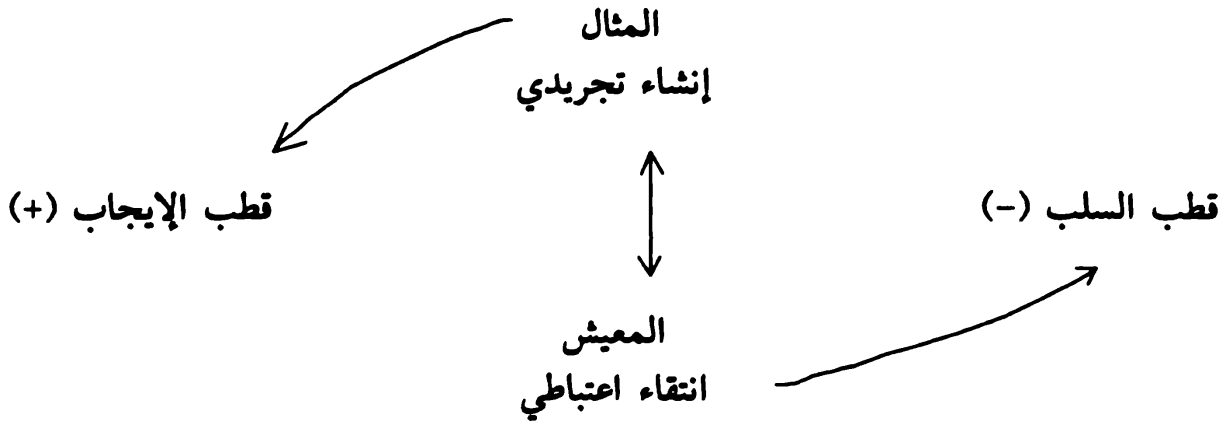 المثال
إنشاء تجريدي
قطب السلب (-)
قطب الإيجاب (+)
المعيش
انتقاء اعتباطي